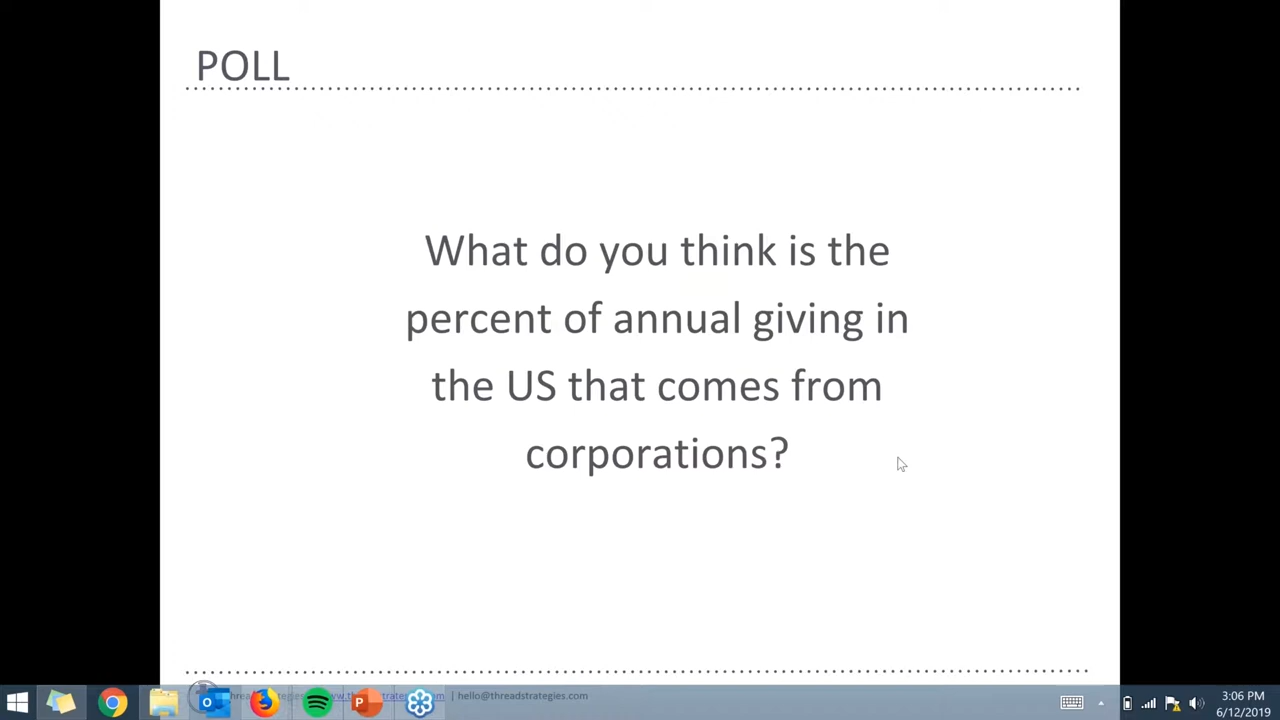 POLL
What do you think is the
percent of annual giving in
the US that comes from
corporations?
| hello@threadstrategies.com
3:06 PM
6/12/2019